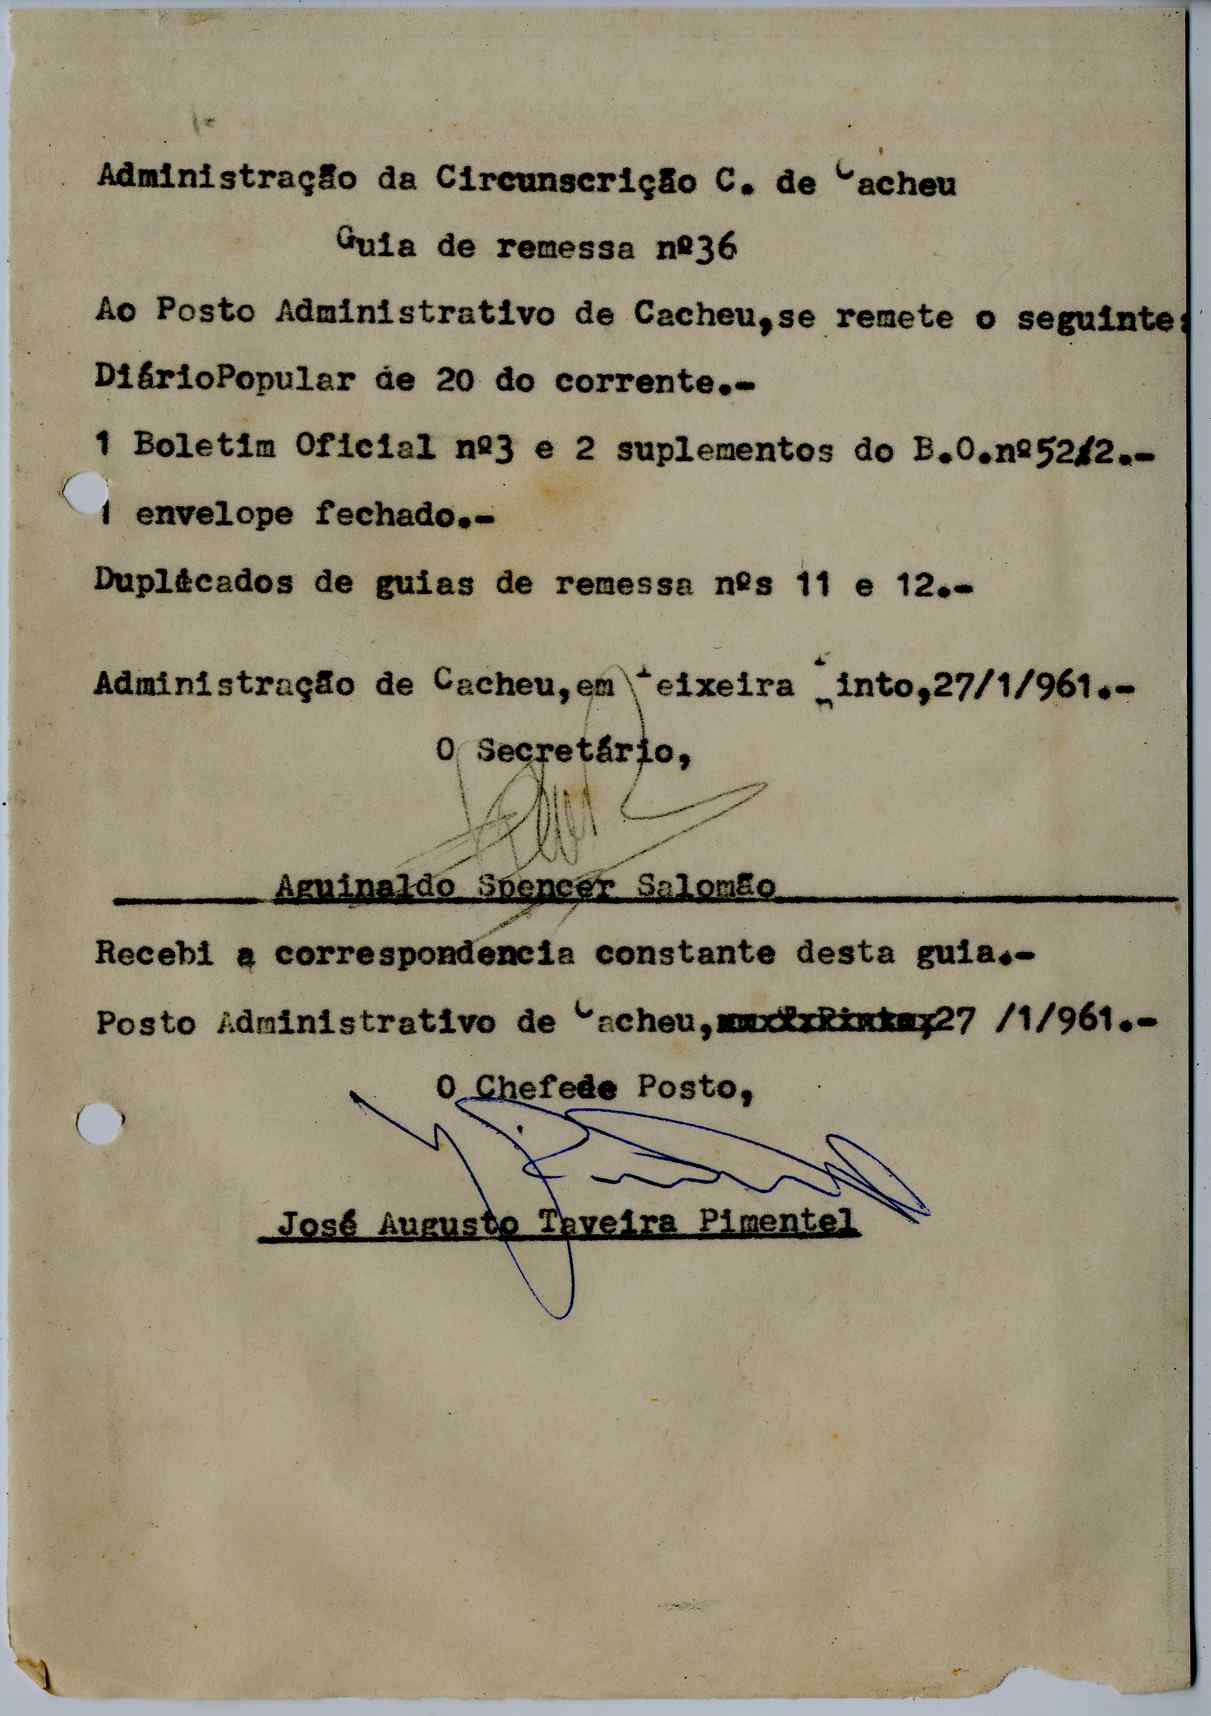 Administração da Circunscrição C. de Cacheu
Guia de remessa nº36
Ao Posto Administrativo de Cacheu,se remete o seguinte:
DiárioPopular de 20 do corrente.-
1 Boletim Oficial nº3 e 2 suplementos do B.O.nº52/2.-
1 envelope fechado.-
Duplicados de guias de remessa nºs 11 e 12.-
Administração de Cacheu,em Teixeira Pinto,27/1/961.-
O Secretário,
Aguinaldo Spencer Salomão
Recebi a correspondencia constante desta guia.-
Posto Administrativo de Cacheu, 27 /1/961.-
O Chefede Posto,
José Augusto Taveira Pimentel